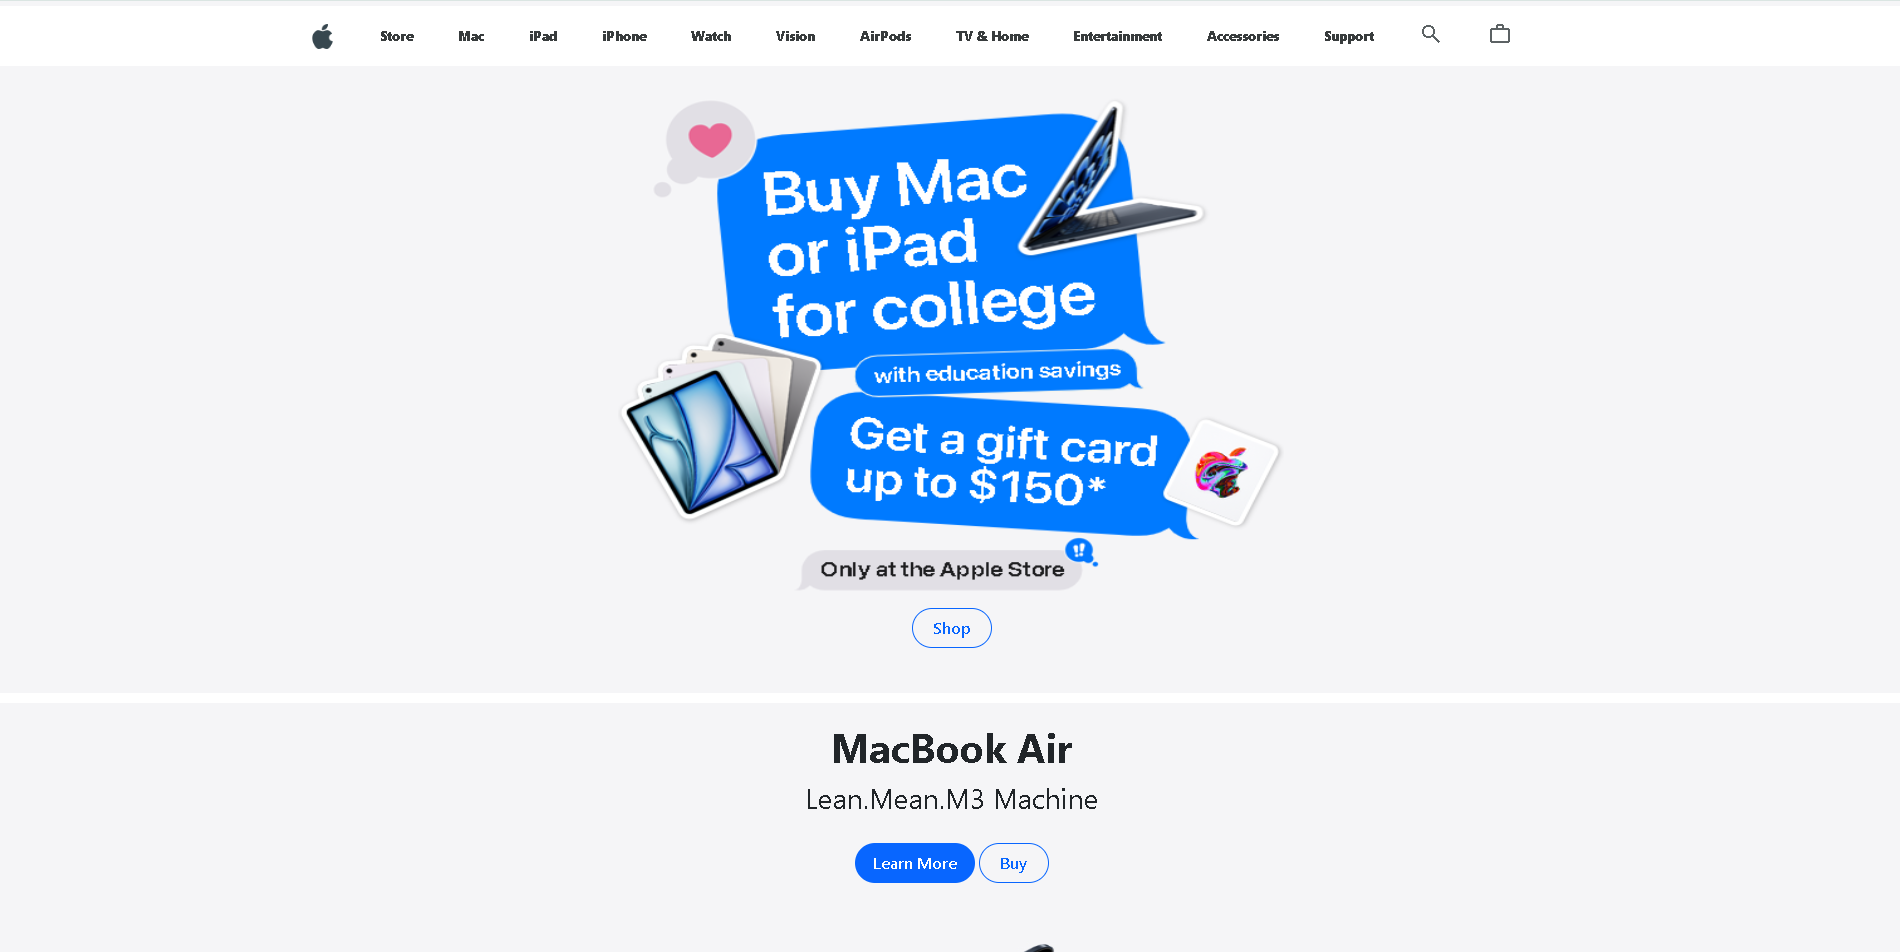 Store Mac iPad iPhone Watch Vision AirPods TV & Home Entertainment Accessories Support
Buy Mac
or iPad
for college
with education savings
Get a gift card
up to $150*
Only at the Apple Store
!!
Shop
MacBook Air
Lean.Mean.M3 Machine
Learn More Buy